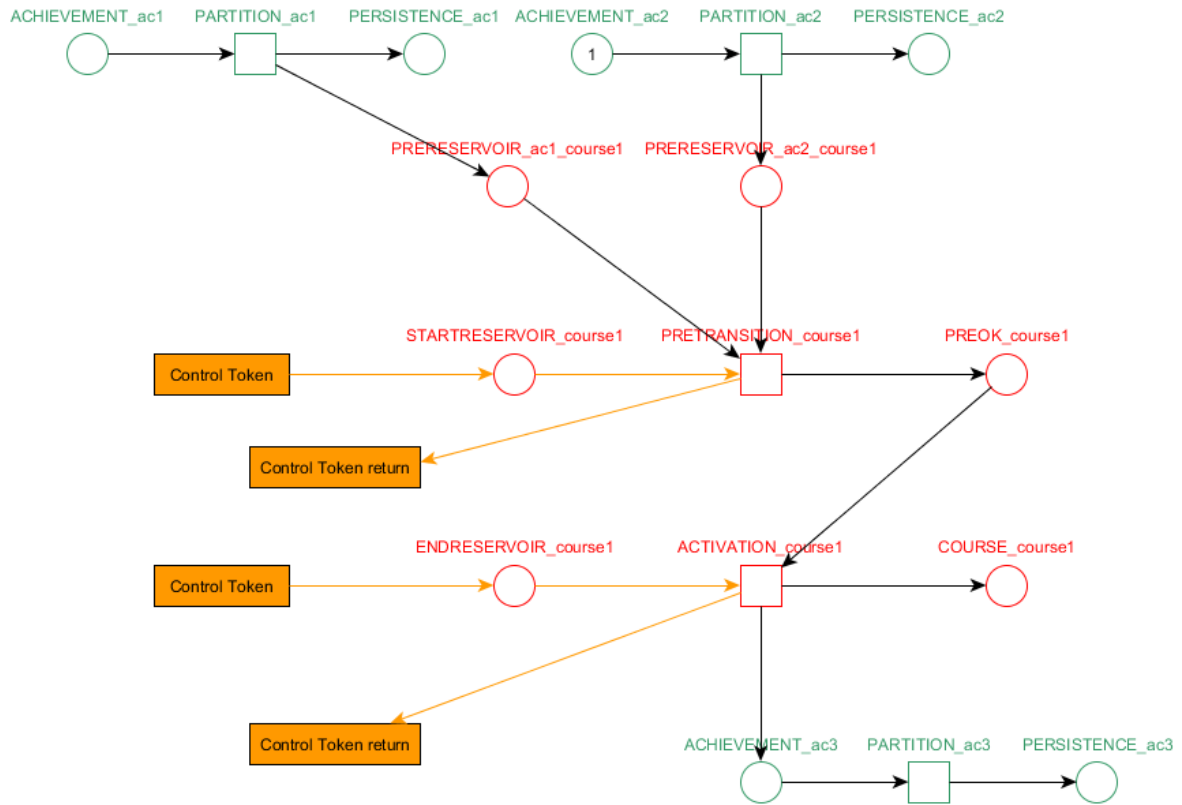 ACHIEVEMENT_ac1 PARTITION_ac1 PERSISTENCE_ac1 ACHIEVEMENT_ac2 PARTITION_ac2 PERSISTENCE_ac2
1
PRERESERVOIR_ac1_course1 PRERESERVOIR_ac2_course1
STARTRESERVOIR_course1 PRETRANSITION_course1 PREOK_course1
Control Token
Control Token return
ENDRESERVOIR_course1 ACTIVATION_course1 COURSE_course1
Control Token
Control Token return
ACHIEVEMENT_ac3 PARTITION_ac3 PERSISTENCE_ac3